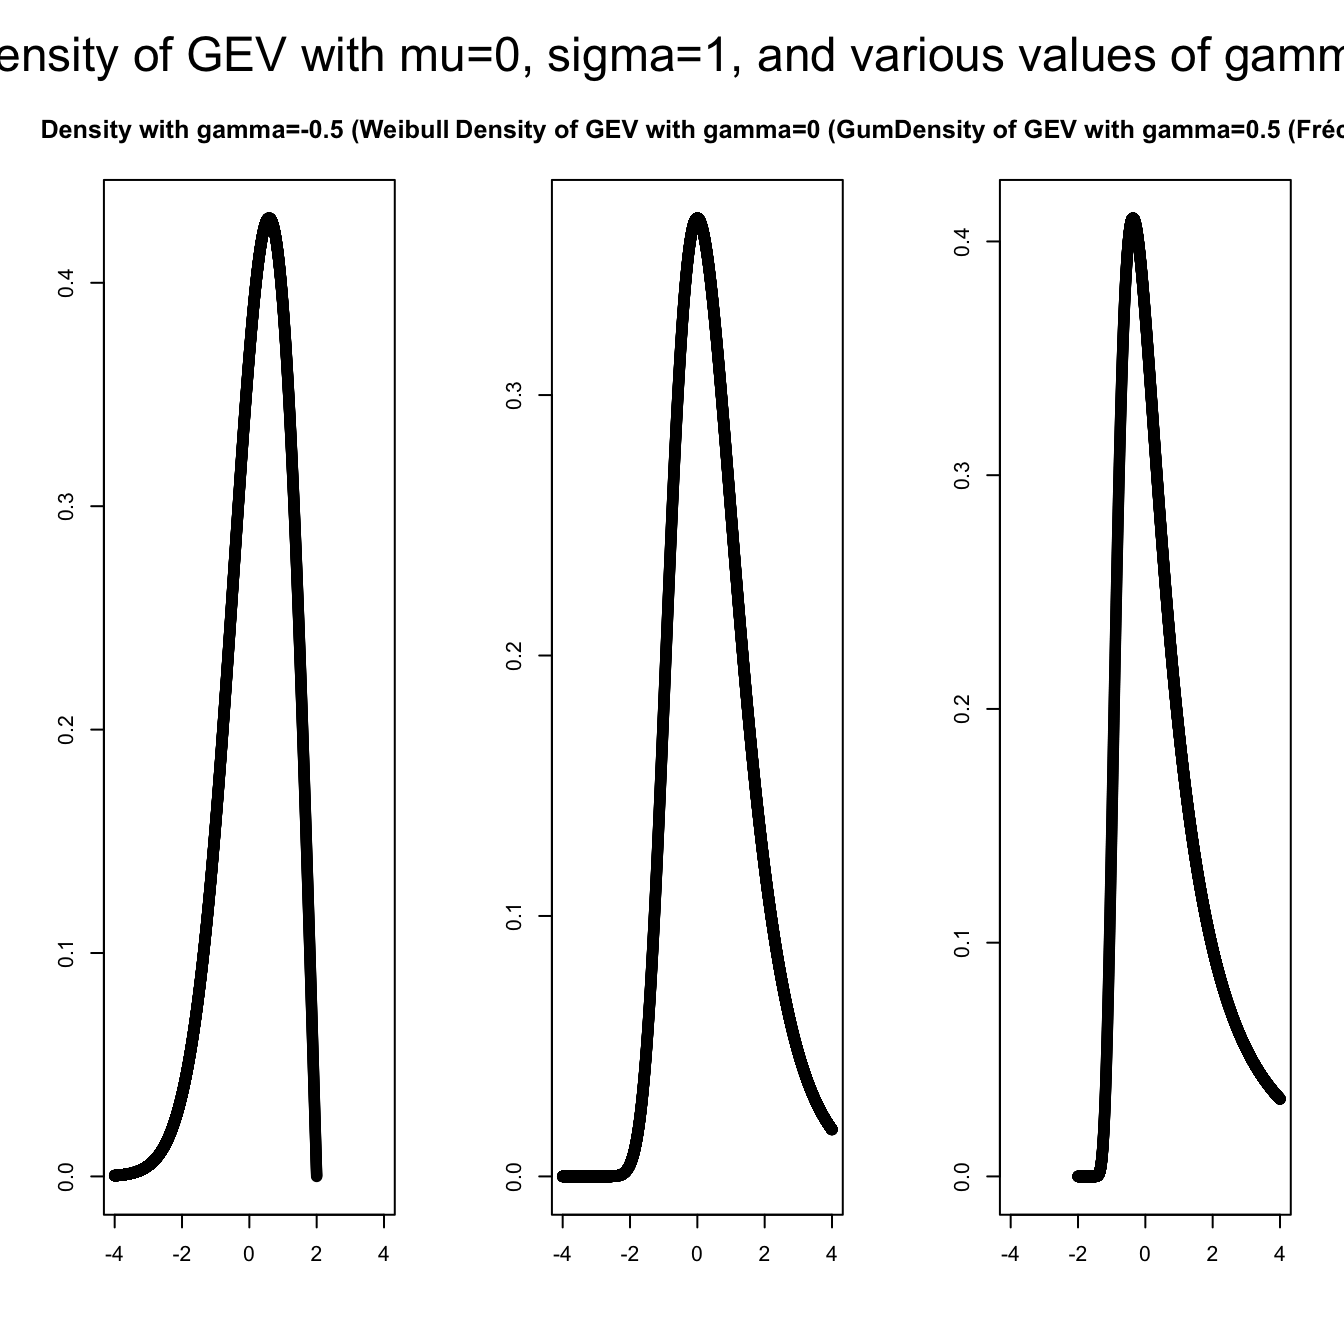 ensity of GEV with mu=0, sigma=1, and various values of gamm
Density with gamma=-0.5 (Weibull Density of GEV with gamma=0 (GumDensity of GEV with gamma=0.5 (Fréc
0.4
0.3
0.2
0.1
0.0
-4 -2 0 2 4
0.3
0.2
0.1
0.0
-4 -2 0 2 4
0.4
0.3
0.2
0.1
0.0
-4 -2 0 2 4